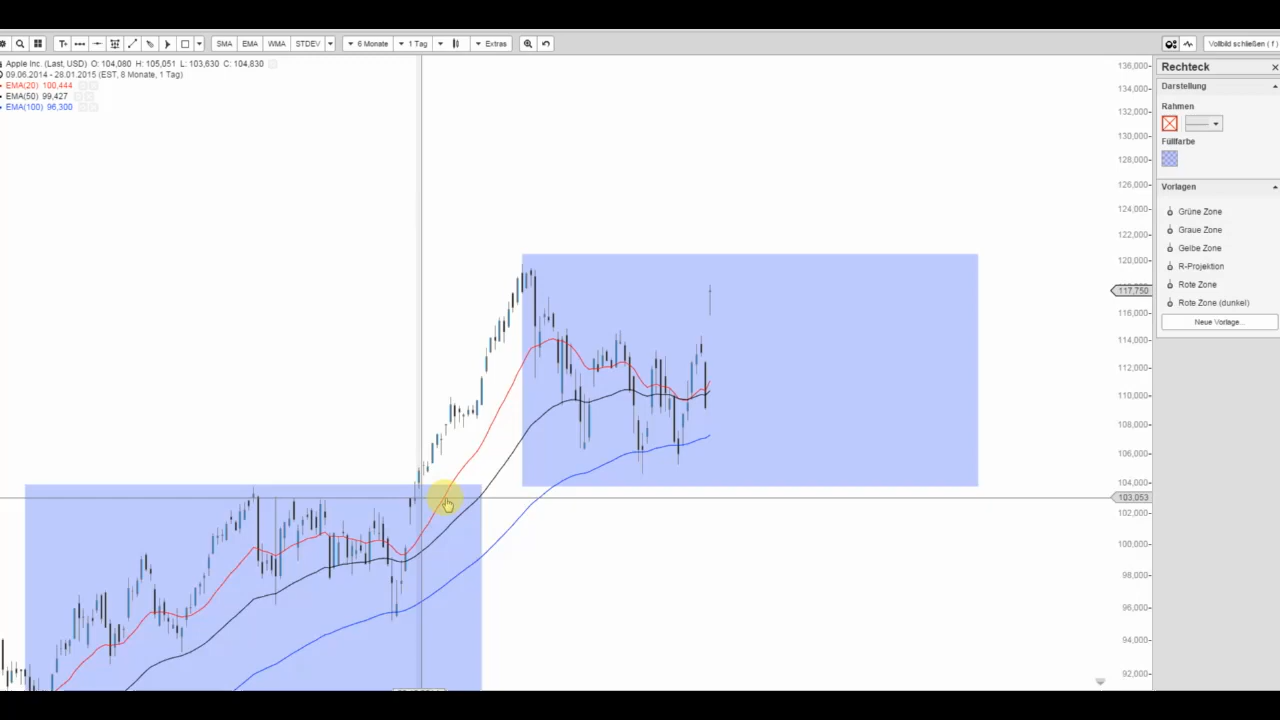 T+ SMA EMA WMA STDEV 6 Monate 1 Tag Extras Vollbild schließen ( f )
Apple Inc. (Last, USD) O: 104,080 H: 105,051 L: 103,630 C: 104,830
09.06.2014 - 28.01.2015 (EST, 8 Monate, 1 Tag)
EMA(20) 100,444
EMA(50) 99,427
EMA(100) 96,300
136,000
134,000
132,000
130,000
128,000
126,000
124,000
122,000
120,000
117,750
116,000
114,000
112,000
110,000
108,000
106,000
104,000
103,053
102,000
100,000
98,000
96,000
94,000
92,000
Rechteck
Darstellung
Rahmen
Füllfarbe
Vorlagen
Grüne Zone
Graue Zone
Gelbe Zone
R-Projektion
Rote Zone
Rote Zone (dunkel)
Neue Vorlage...